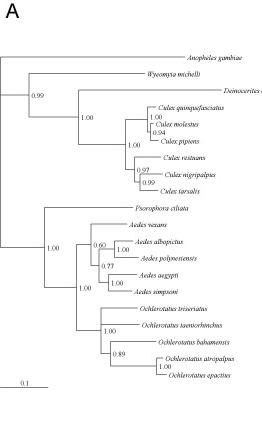 A
Anopheles gambiae
Wyeomyia michelli
0.99
Deinocerites
1.00
Culex quinquefasciatus
1.00
Culex molestus
0.94
Culex pipiens
1.00
Culex restuans
0.97
Culex nigripalpus
0.99
Culex tarsalis
Psorophora ciliata
1.00
Aedes vexans
0.60
Aedes albopictus
1.00
Aedes polynesiensis
0.77
Aedes aegypti
1.00
Aedes simpsoni
1.00
Ochlerotatus triseriatus
Ochlerotatus taeniorhinchus
1.00
Ochlerotatus bahamensis
0.89
Ochlerotatus atropalpus
1.00
Ochlerotatus epactius
0.1